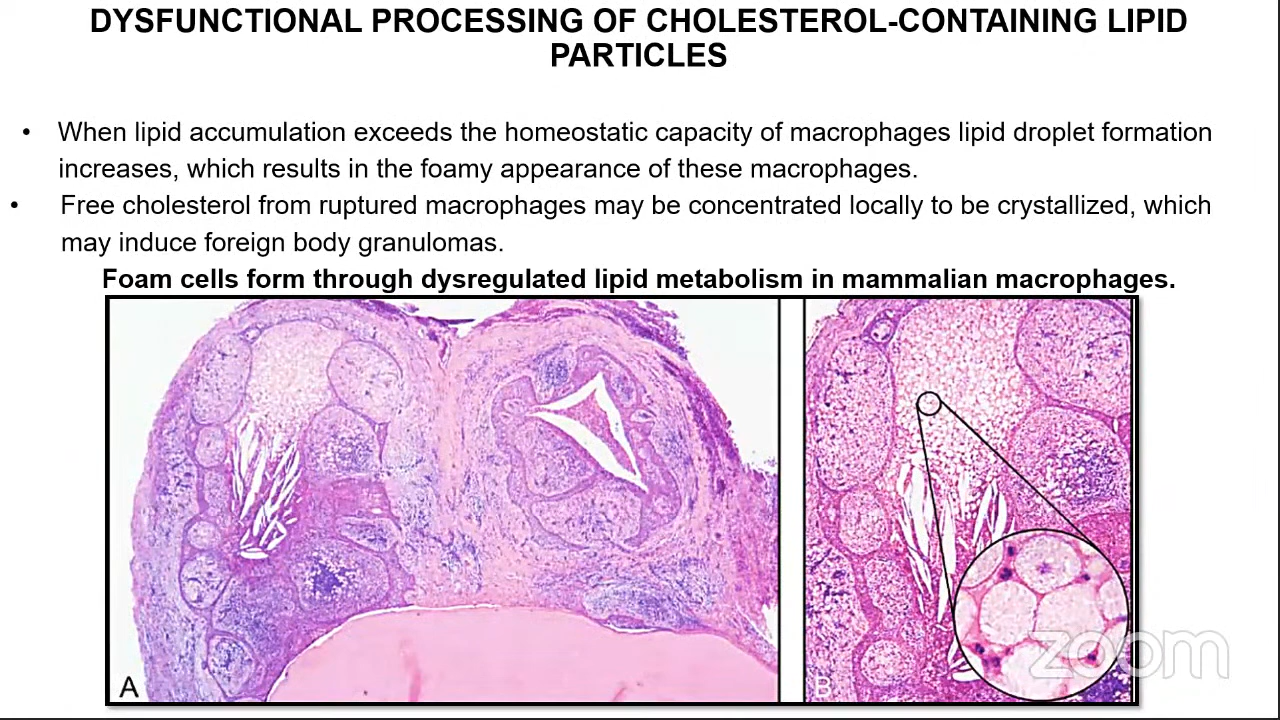 DYSFUNCTIONAL PROCESSING OF CHOLESTEROL-CONTAINING LIPID
PARTICLES
• When lipid accumulation exceeds the homeostatic capacity of macrophages lipid droplet formation
increases, which results in the foamy appearance of these macrophages.
• Free cholesterol from ruptured macrophages may be concentrated locally to be crystallized, which
may induce foreign body granulomas.
Foam cells form through dysregulated lipid metabolism in mammalian macrophages.
A
B
zoom